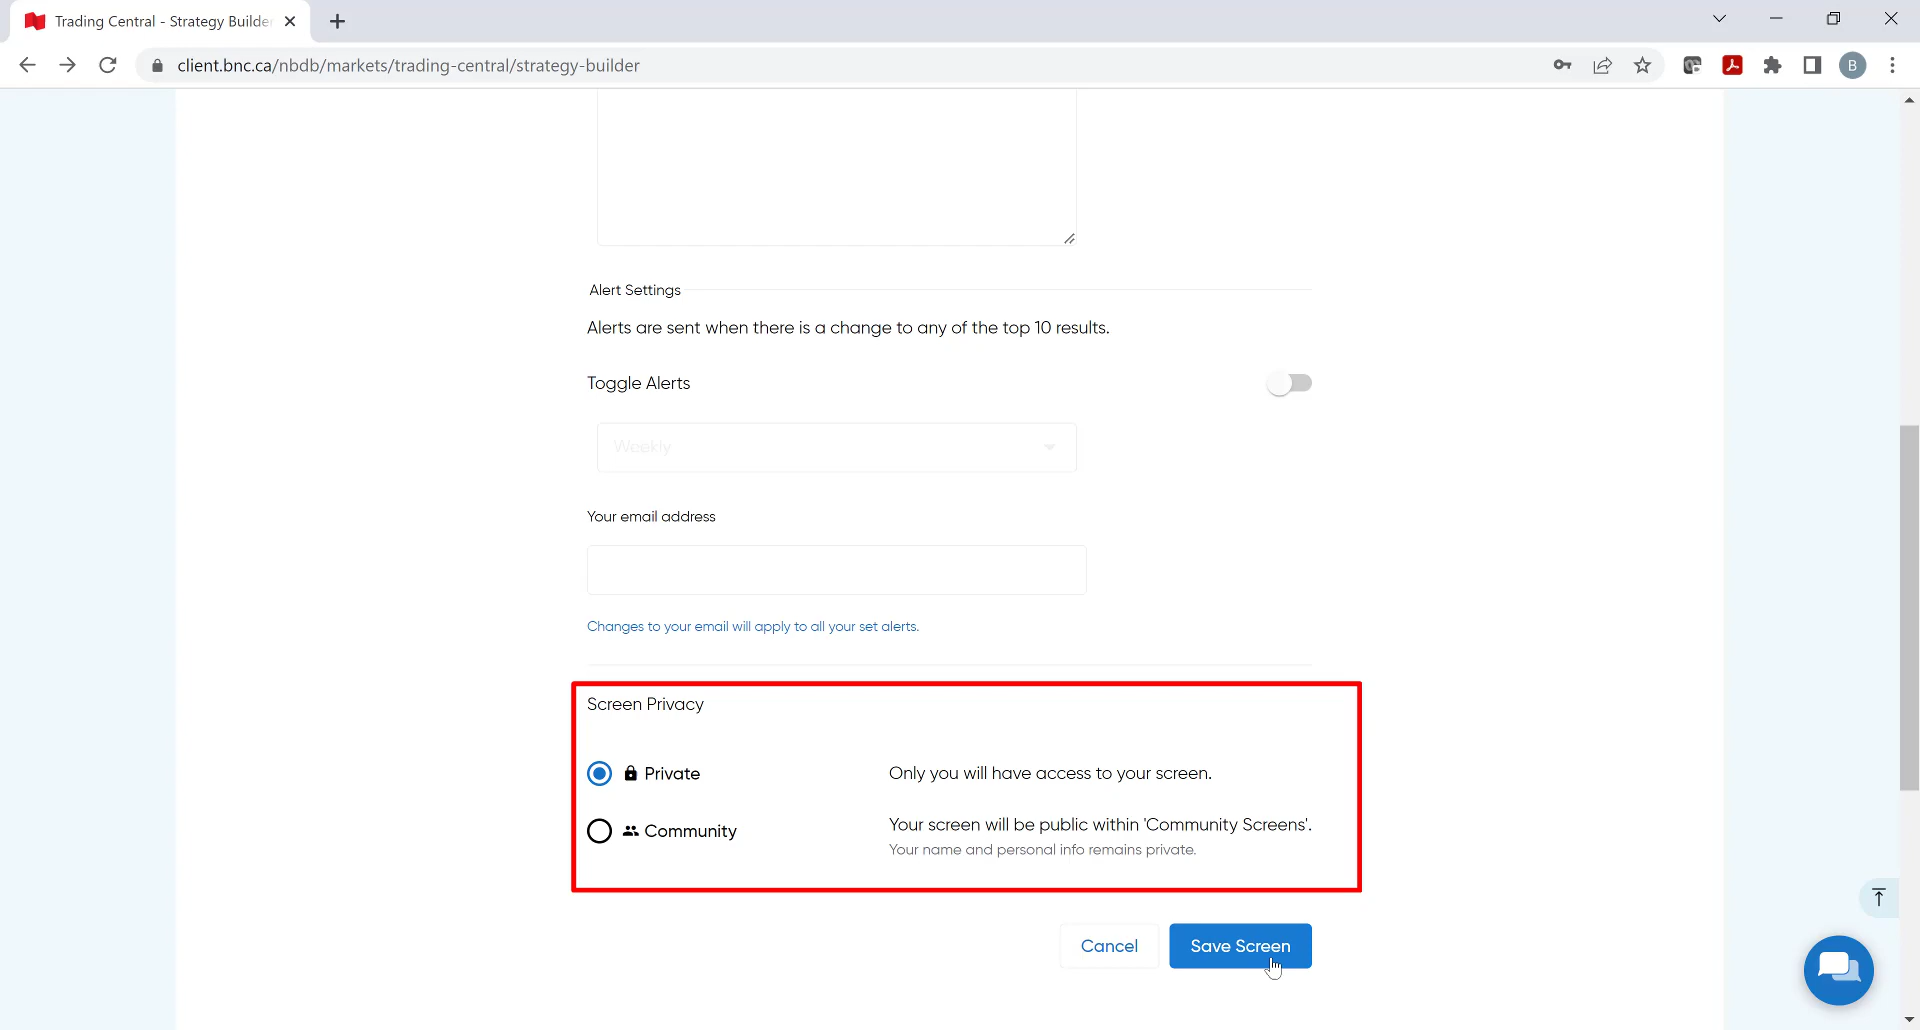 Trading Central - Strategy Builder
client.bnc.ca/nbdb/markets/trading-central/strategy-builder
B
Alert Settings
Alerts are sent when there is a change to any of the top 10 results.
Toggle Alerts
Weekly
Your email address
Changes to your email will apply to all your set alerts.
Screen Privacy
Private
Only you will have access to your screen.
Community
Your screen will be public within 'Community Screens'.
Your name and personal info remains private.
Cancel
Save Screen